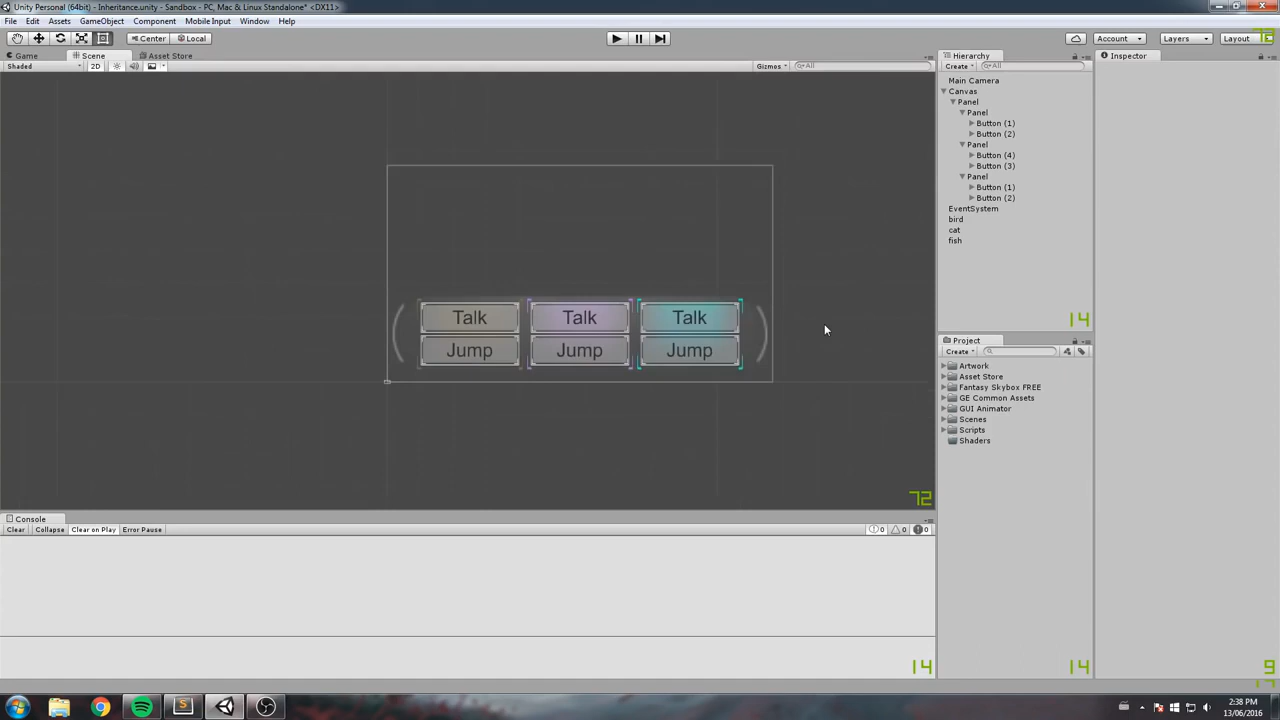 Unity Personal (64bit) - Inheritance.unity - Sandbox - PC, Mac & Linux Standalone* <DX11>
File Edit Assets GameObject Component Mobile Input Window Help
Center Local Account Layers Layout
Game Scene Asset Store
Shaded 2D Gizmos All
Talk Talk Talk
Jump Jump Jump
72
Console
Clear Collapse Clear on Play Error Pause 0 0 0
14
Hierarchy
Create All
Main Camera
Canvas
Panel
Panel
Button (1)
Button (2)
Panel
Button (4)
Button (3)
Panel
Button (1)
Button (2)
EventSystem
bird
cat
fish
14
Project
Create
Artwork
Asset Store
Fantasy Skybox FREE
GE Common Assets
GUI Animator
Scenes
Scripts
Shaders
14
Inspector
9
2:38 PM
13/06/2016